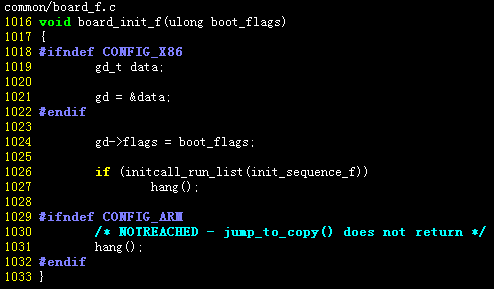 common/board_f.c
1016 void board_init_f(ulong boot_flags)
1017 {
1018 #ifndef CONFIG_X86
1019         gd_t data;
1020
1021         gd = &data;
1022 #endif
1023
1024         gd->flags = boot_flags;
1025
1026         if (initcall_run_list(init_sequence_f))
1027                 hang();
1028
1029 #ifndef CONFIG_ARM
1030         /* NOTREACHED - jump_to_copy() does not return */
1031         hang();
1032 #endif
1033 }